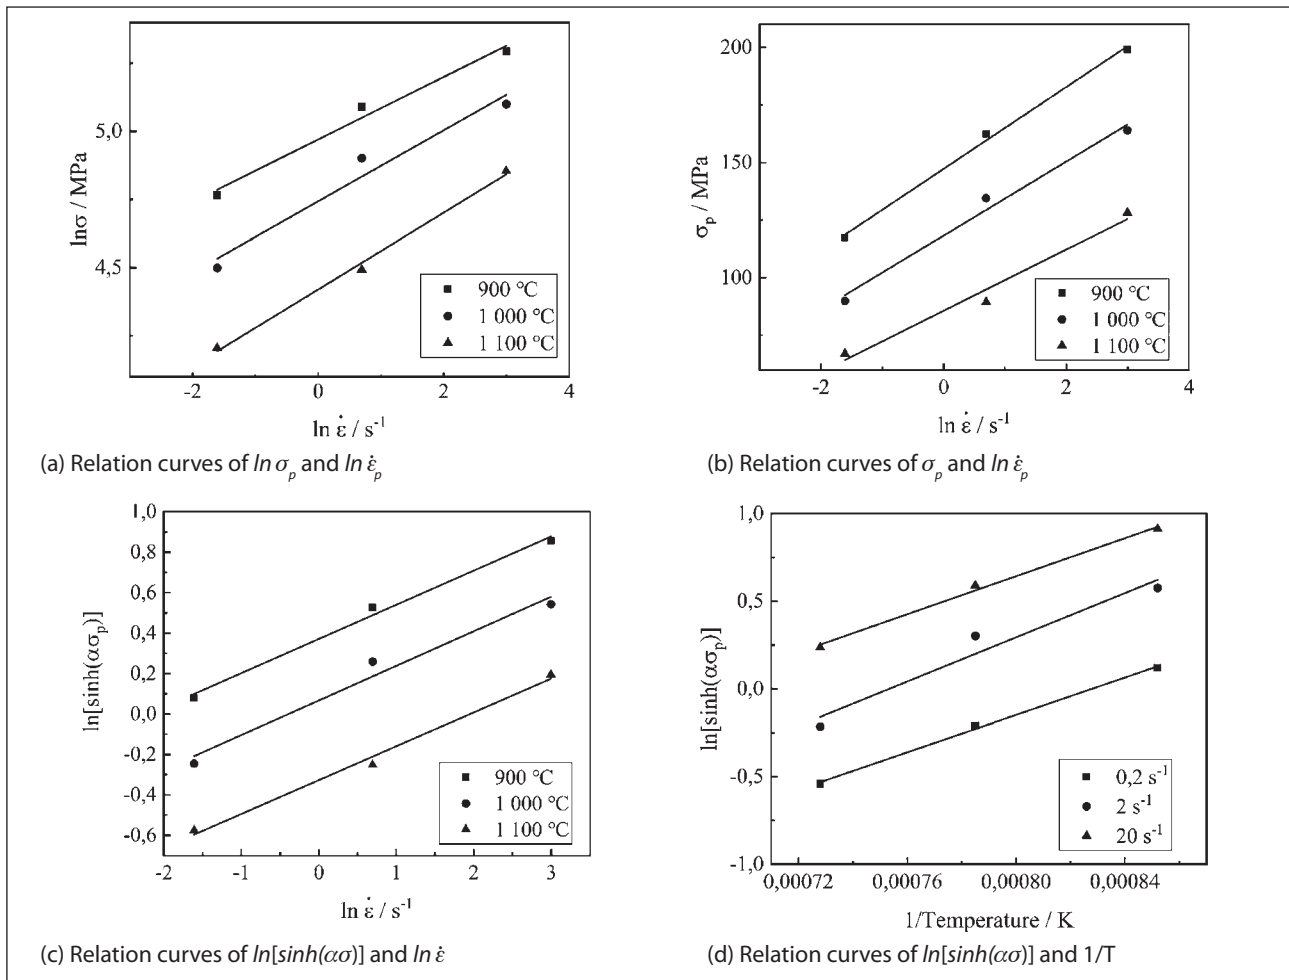 5,0
4,5
lnσ / MPa
-2
0
2
4
ln ε̇ / s⁻¹
900 °C
1 000 °C
1 100 °C
(a) Relation curves of ln σₚ and ln ε̇ₚ
200
150
100
σₚ / MPa
-2
0
2
4
ln ε̇ / s⁻¹
900 °C
1 000 °C
1 100 °C
(b) Relation curves of σₚ and ln ε̇ₚ
1,0
0,8
0,6
0,4
0,2
0.0
-0,2
-0,4
-0,6
ln[sinh(ασₚ)]
-2
-1
0
1
2
3
ln ε̇ / s⁻¹
900 °C
1 000 °C
1 100 °C
(c) Relation curves of ln[sinh(ασ)] and ln ε̇
1,0
0,5
0,0
-0,5
-1,0
ln[sinh(ασₚ)]
0,00072
0,00076
0,00080
0,00084
1/Temperature / K
0,2 s⁻¹
2 s⁻¹
20 s⁻¹
(d) Relation curves of ln[sinh(ασ)] and 1/T